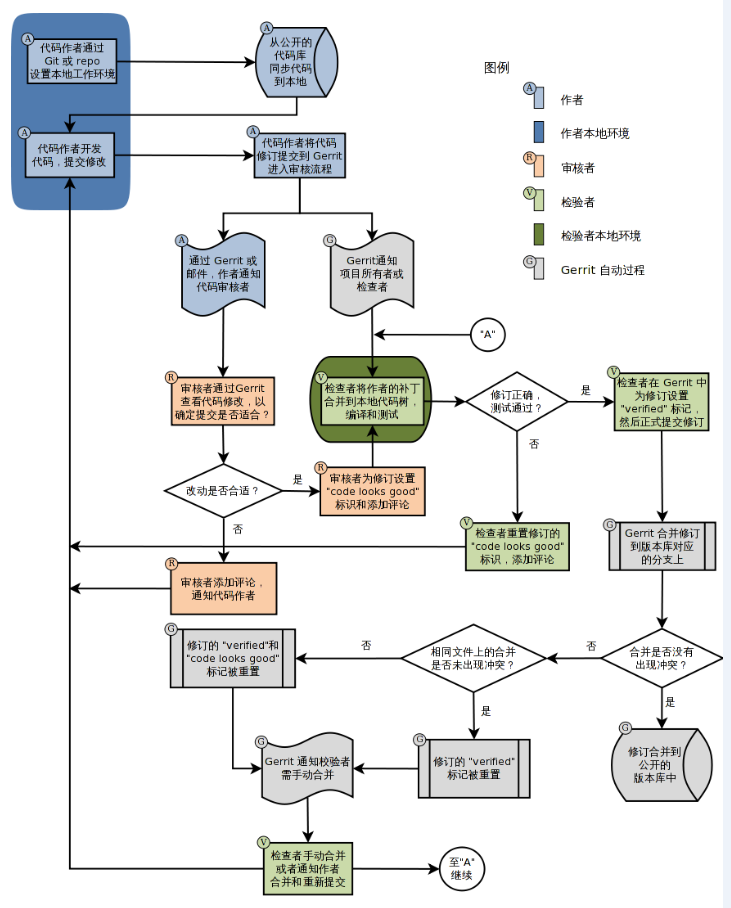 A
代码作者通过
Git 或 repo
设置本地工作环境
A
从公开的
代码库
同步代码
到本地
图例
A
作者
作者本地环境
R
审核者
V
检验者
检验者本地环境
G
Gerrit 自动过程
A
代码作者开发
代码，提交修改
A
代码作者将代码
修订提交到 Gerrit
进入审核流程
A
通过 Gerrit 或
邮件，作者通知
代码审核者
G
Gerrit通知
项目所有者或
检查者
"A"
R
审核者通过Gerrit
查看代码修改，以
确定提交是否适合？
V
检查者将作者的补丁
合并到本地代码树，
编译和测试
修订正确，
测试通过？
是
V
检查者在 Gerrit 中
为修订设置
"verified" 标记，
然后正式提交修订
否
改动是否合适？
是
R
审核者为修订设置
"code looks good"
标识和添加评论
否
V
检查者重置修订的
"code looks good"
标识，添加评论
G
Gerrit 合并修订
到版本库对应
的分支上
R
审核者添加评论，
通知代码作者
G
修订的 "verified"和
"code looks good"
标记被重置
否
相同文件上的合并
是否未出现冲突？
否
合并是否没有
出现冲突？
是
是
G
Gerrit 通知校验者
需手动合并
G
修订的 "verified"
标记被重置
G
修订合并到
公开的
版本库中
V
检查者手动合并
或者通知作者
合并和重新提交
至"A"
继续